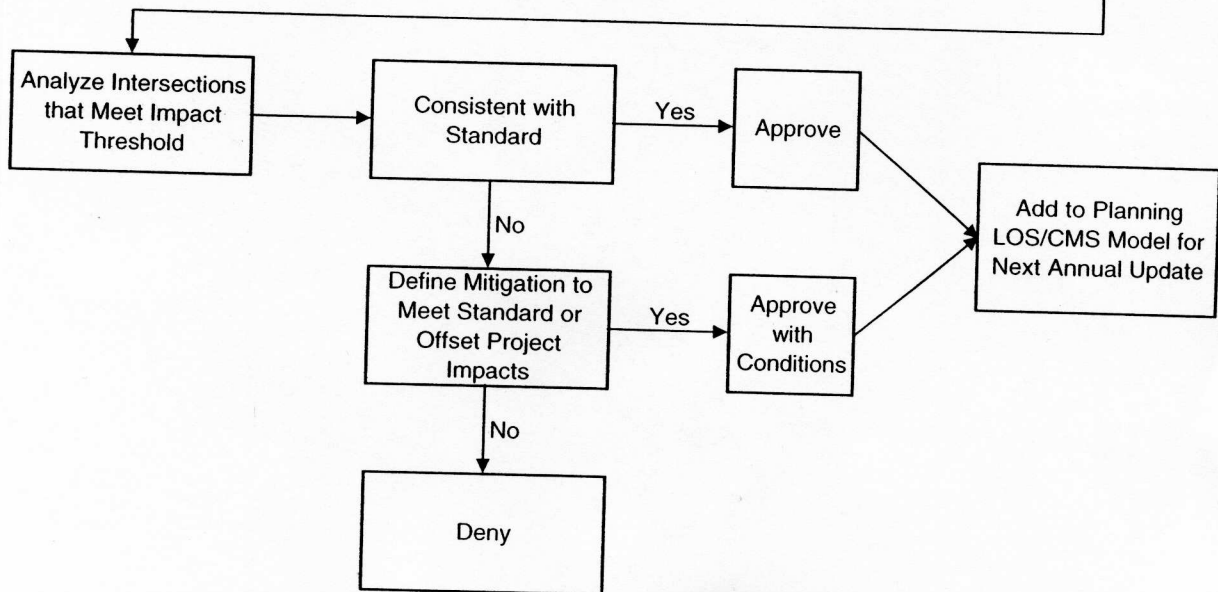 Analyze Intersections
that Meet Impact
Threshold
Consistent with
Standard
Yes
Approve
Add to Planning
LOS/CMS Model for
Next Annual Update
No
Define Mitigation to
Meet Standard or
Offset Project
Impacts
Yes
Approve
with
Conditions
No
Deny